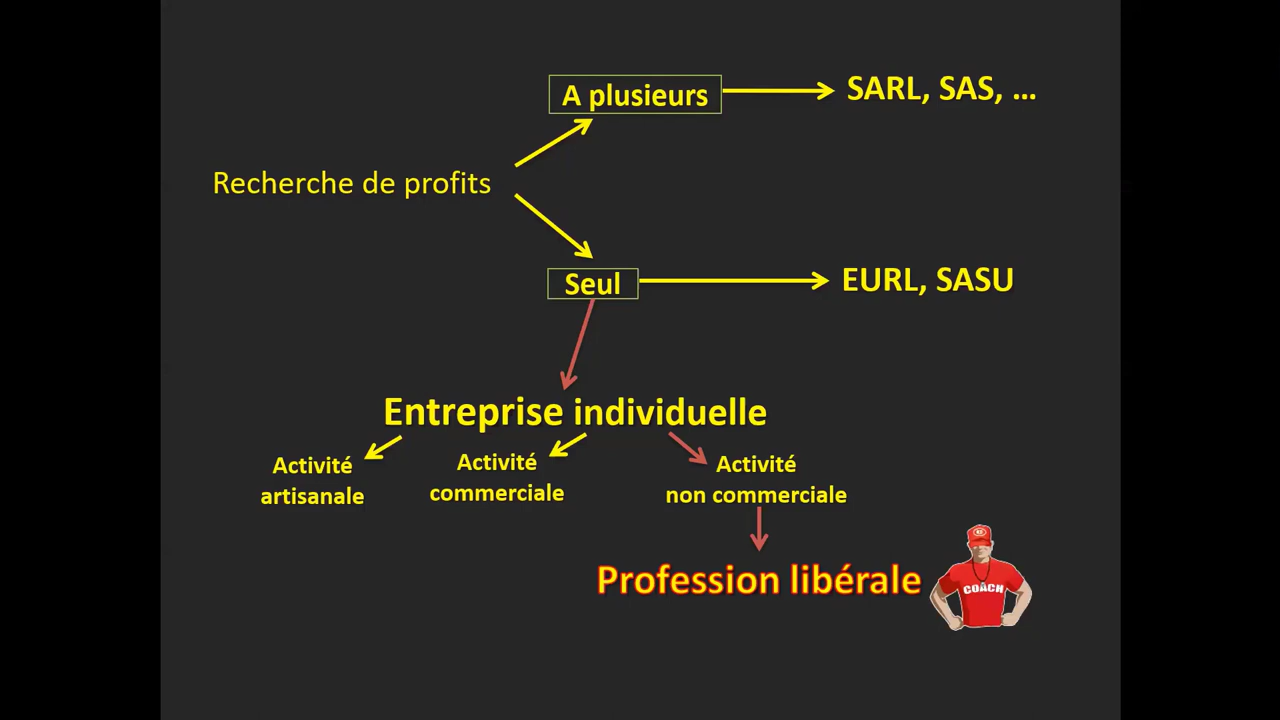 A plusieurs
SARL, SAS, ...
Recherche de profits
Seul
EURL, SASU
Entreprise individuelle
Activité
artisanale
Activité
commerciale
Activité
non commerciale
Profession libérale
COACH